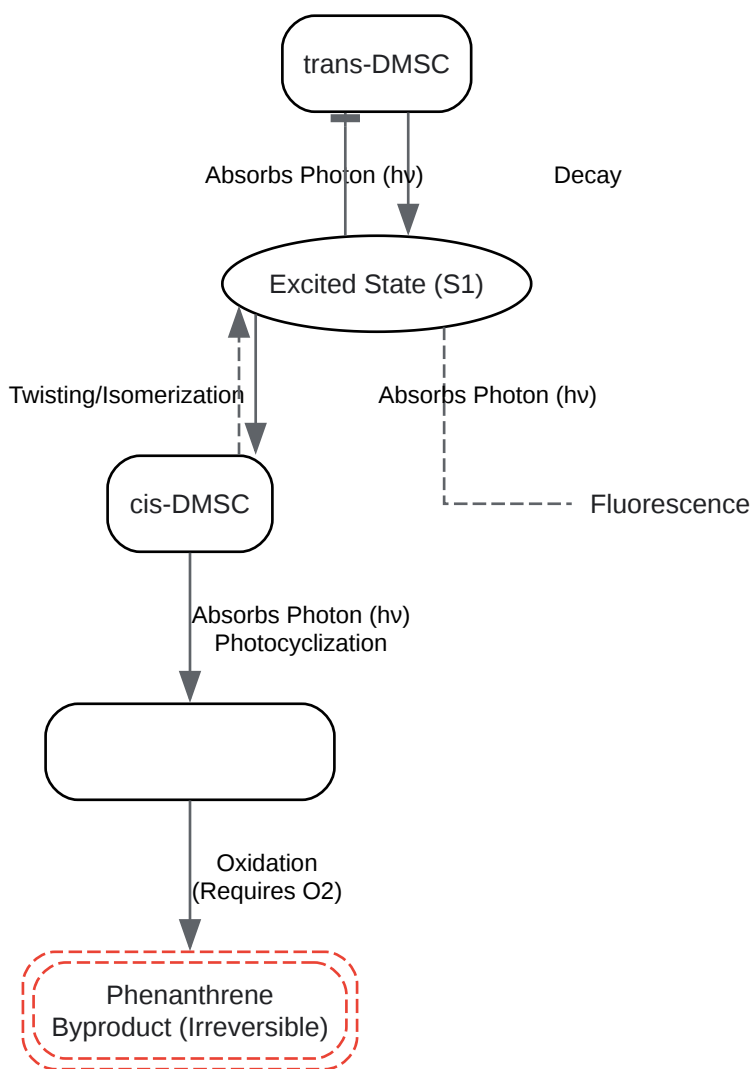 trans-DMSC
Absorbs Photon (hν)
Decay
Excited State (S1)
Twisting/Isomerization
Absorbs Photon (hν)
cis-DMSC
Fluorescence
Absorbs Photon (hν)
Photocyclization
Oxidation
(Requires O2)
Phenanthrene
Byproduct (Irreversible)